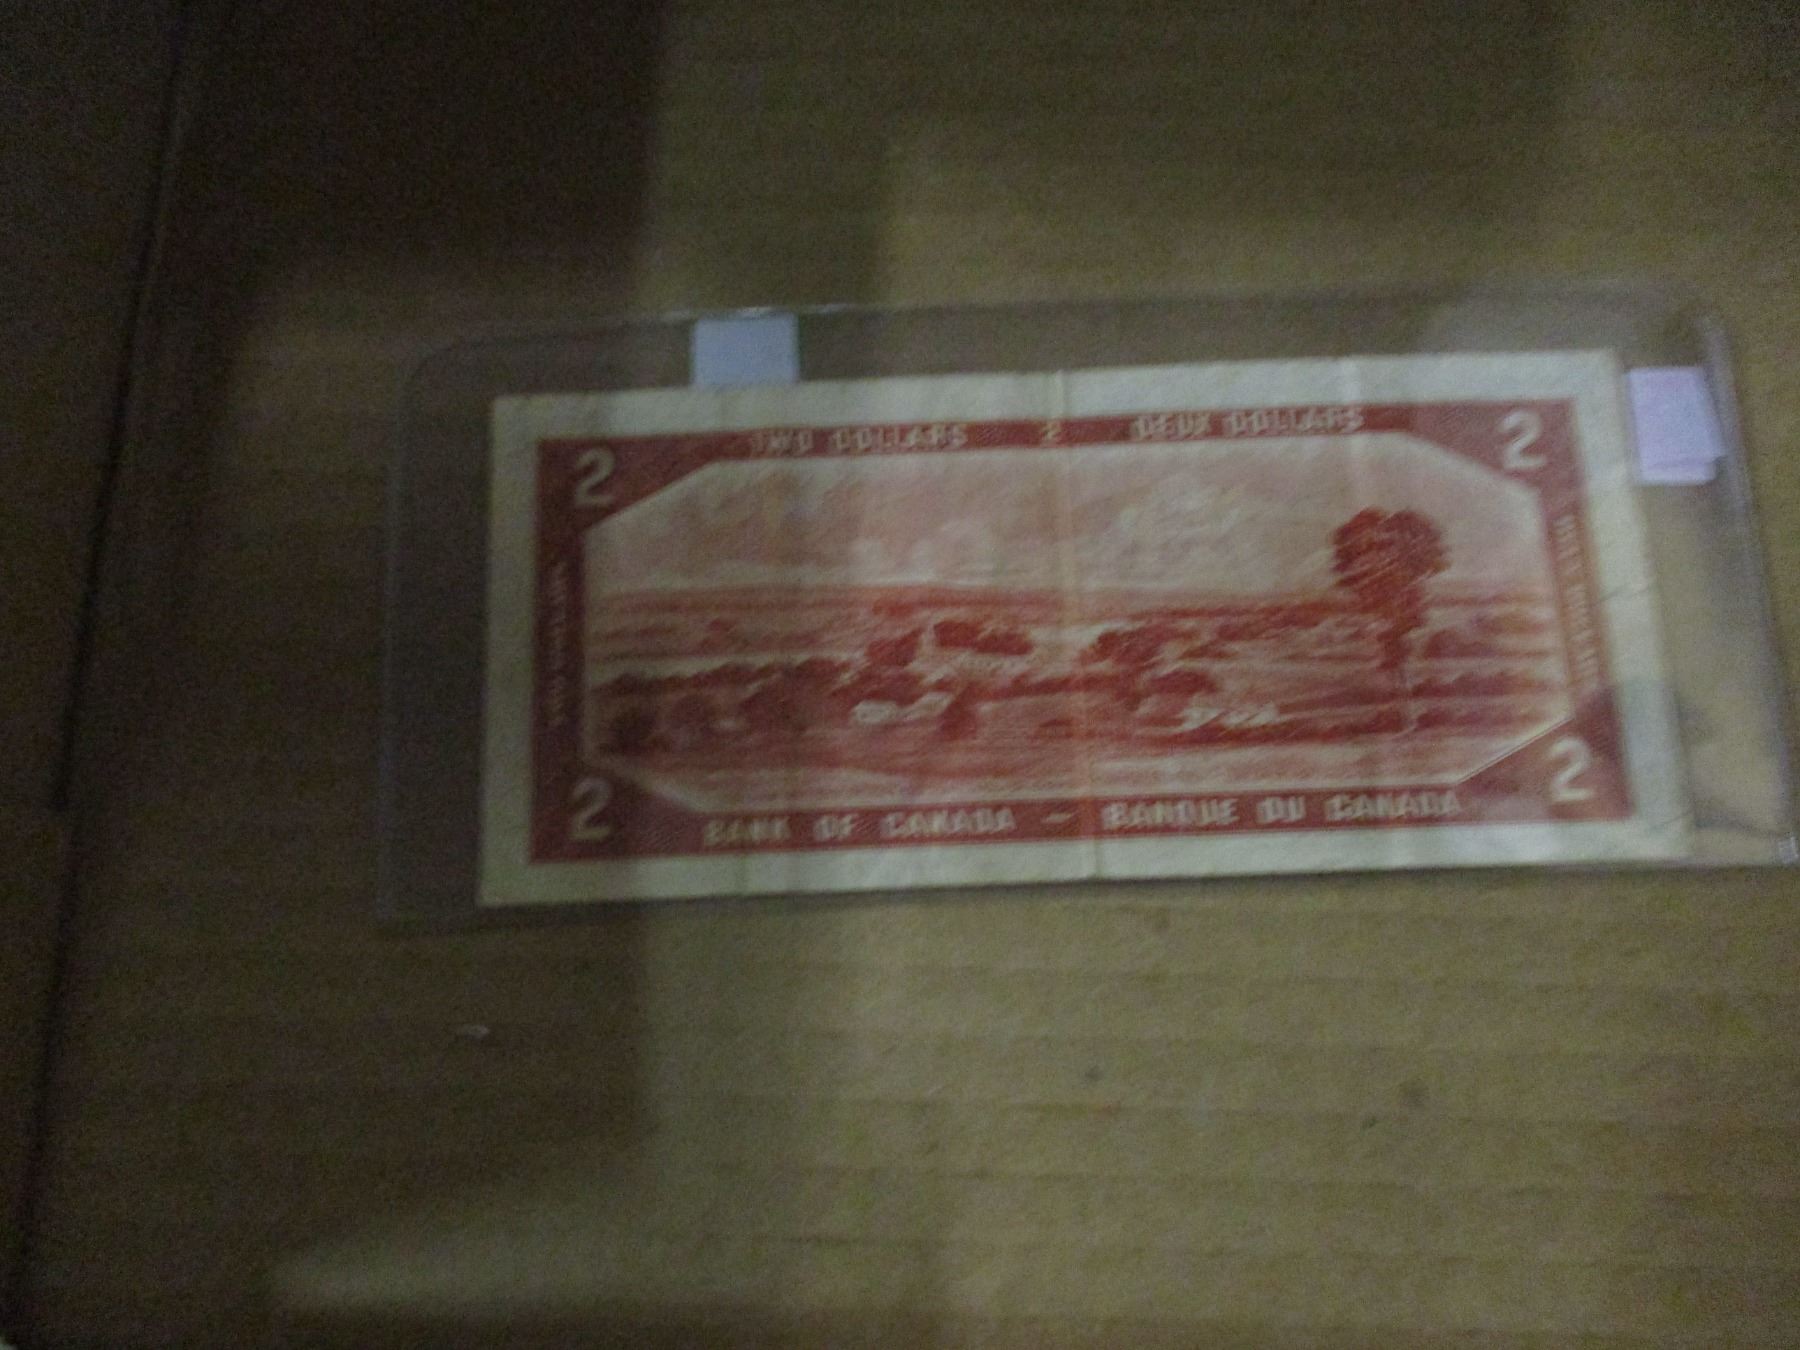 TWO DOLLARS 2 DEUX DOLLARS
2 2
2 2
BANK OF CANADA — BANQUE DU CANADA